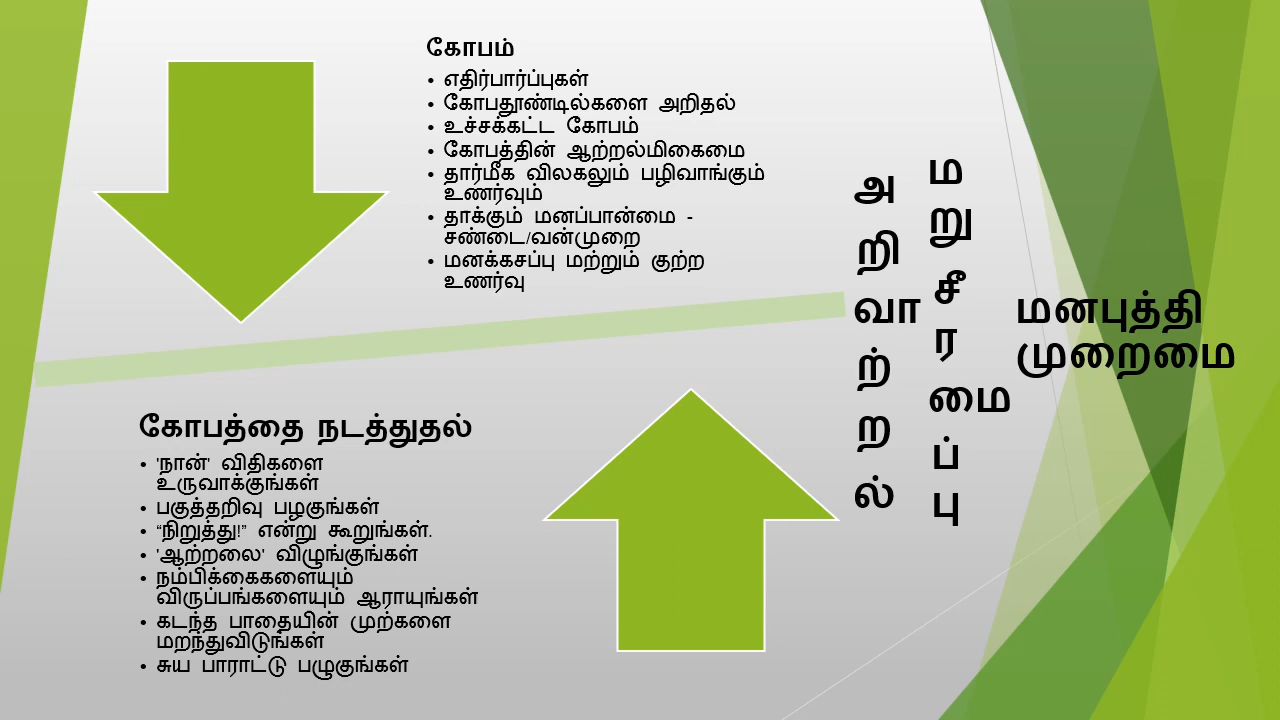 கோபம்
• எதிர்பார்ப்புகள்
• கோபதூண்டில்களை அறிதல்
• உச்சக்கட்ட கோபம்
• கோபத்தின் ஆற்றல்மிகைமை
• தார்மீக விலகலும் பழிவாங்கும்
உணர்வும்
• தாக்கும் மனப்பான்மை -
சண்டை/வன்முறை
• மனக்கசப்பு மற்றும் குற்ற
உணர்வு
கோபத்தை நடத்துதல்
• 'நான்' விதிகளை
உருவாக்குங்கள்
• பகுத்தறிவு பழகுங்கள்
• “நிறுத்து!” என்று கூறுங்கள்.
• 'ஆற்றலை' விழுங்குங்கள்
• நம்பிக்கைகளையும்
விருப்பங்களையும் ஆராயுங்கள்
• கடந்த பாதையின் முற்களை
மறந்துவிடுங்கள்
• சுய பாராட்டு பழுகுங்கள்
அ
றி
வா
ற்
ற
ல்
ம
று
சீ
ர
மை
ப்
பு
மனபுத்தி
முறைமை